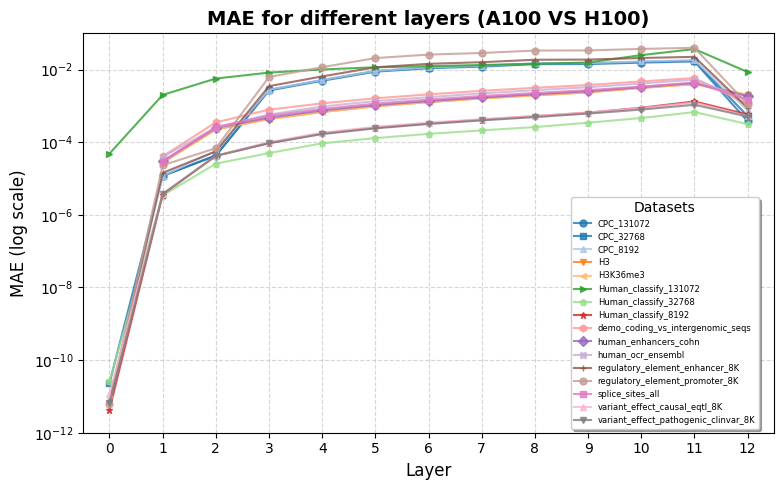 MAE for different layers (A100 VS H100)
MAE (log scale)
10⁻²
10⁻⁴
10⁻⁶
10⁻⁸
10⁻¹⁰
10⁻¹²
Datasets
CPC_131072
CPC_32768
CPC_8192
H3
H3K36me3
Human_classify_131072
Human_classify_32768
Human_classify_8192
demo_coding_vs_intergenomic_seqs
human_enhancers_cohn
human_ocr_ensembl
regulatory_element_enhancer_8K
regulatory_element_promoter_8K
splice_sites_all
variant_effect_causal_eqtl_8K
variant_effect_pathogenic_clinvar_8K
0 1 2 3 4 5 6 7 8 9 10 11 12
Layer